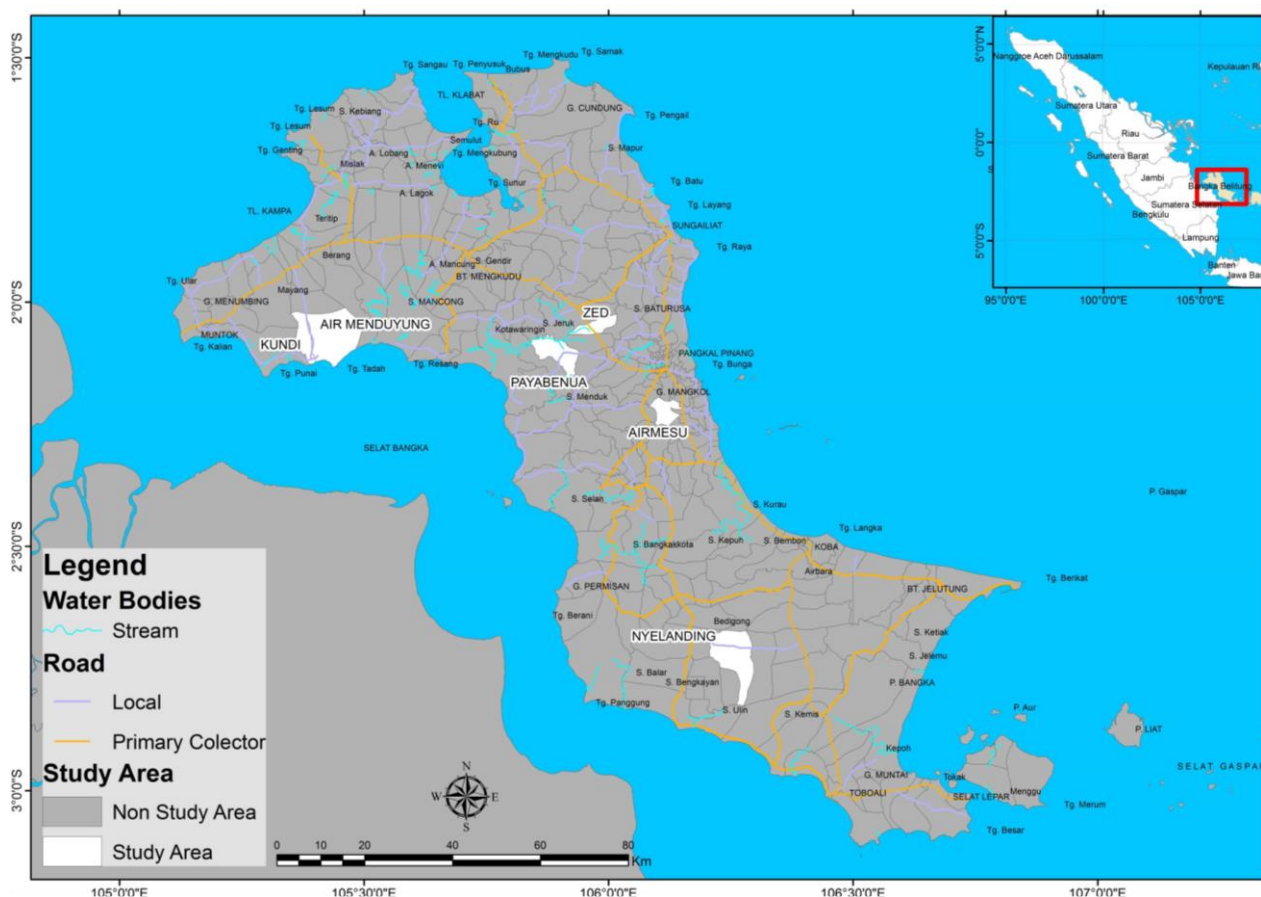 1°30'0"S
2°0'0"S
2°30'0"S
3°0'0"S
105°0'0"E
105°30'0"E
106°0'0"E
106°30'0"E
107°0'0"E
Tg. Sangau
Tg. Penyusuk
Tg. Mengkudu
Tg. Samak
Bubus
TL. KLABAT
G. CUNDUNG
Tg. Lesum
S. Kebiang
Tg. Pengail
Tg. Lesum
Tg. Ru
Tg. Genting
A. Lobang
Semulut
Tg. Mengkubung
S. Mapur
Mislak
A. Menevi
Tg. Sunur
Tg. Batu
A. Lagok
Tg. Layang
TL. KAMPA
Teritip
SUNGAILIAT
Tg. Raya
Berang
A. Mancung
S. Gendir
BT. MENGKUDU
Tg. Ular
Mayang
G. MENUMBING
S. MANCONG
ZED
S. BATURUSA
AIR MENDUYUNG
Kotawaringin
S. Jeruk
MUNTOK
KUNDI
Tg. Kalian
PANGKAL PINANG
Tg. Bunga
Tg. Punai
Tg. Tadah
Tg. Resang
PAYABENUA
G. MANGKOL
S. Menduk
AIRMESU
SELAT BANGKA
P. Gaspar
S. Selan
S. Kurau
Tg. Langka
S. Bangkakkota
S. Kepuh
S. Bembon
KOBA
Airbara
G. PERMISAN
BT. JELUTUNG
Tg. Berikat
Tg. Berani
Bedigong
NYELANDING
S. Ketiak
S. Jelemu
S. Balar
S. Bengkayan
P. BANGKA
Tg. Panggung
S. Ulin
S. Kemis
P. Aur
P. LIAT
Kepoh
SELAT GASPAR
G. MUNTAI
Tokak
TOBOALI
SELAT LEPAR
Menggu
Tg. Merum
Tg. Besar
Legend
Water Bodies
Stream
Road
Local
Primary Colector
Study Area
Non Study Area
Study Area
N
W
E
S
0
5
10
20
40
60
80
Km
5°0'0"N
0°0'0"
5°0'0"S
S
95°0'0"E
100°0'0"E
105°0'0"E
Nanggroe Aceh Darussalam
Kepulauan R
Sumatera Utara
Riau
Sumatera Barat
Jambi
Bangka Belitung
Sumatera Selatan
Bengkulu
Lampung
Banten
Jawa Ba